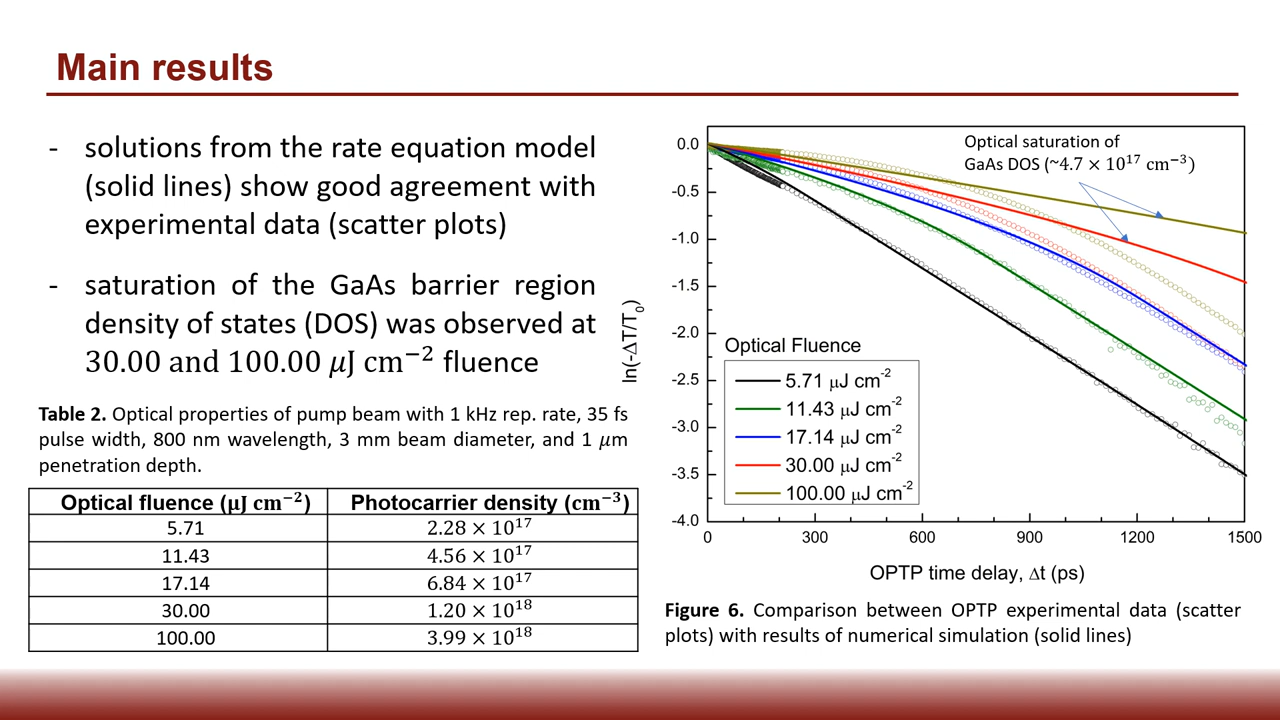 Main results
- solutions from the rate equation model
(solid lines) show good agreement with
experimental data (scatter plots)
- saturation of the GaAs barrier region
density of states (DOS) was observed at
30.00 and 100.00 μJ cm⁻² fluence
Table 2. Optical properties of pump beam with 1 kHz rep. rate, 35 fs
pulse width, 800 nm wavelength, 3 mm beam diameter, and 1 μm
penetration depth.
Optical fluence (μJ cm⁻²) Photocarrier density (cm⁻³)
5.71 2.28 × 10¹⁷
11.43 4.56 × 10¹⁷
17.14 6.84 × 10¹⁷
30.00 1.20 × 10¹⁸
100.00 3.99 × 10¹⁸
Optical saturation of
GaAs DOS (~4.7 × 10¹⁷ cm⁻³)
0.0
-0.5
-1.0
-1.5
-2.0
-2.5
-3.0
-3.5
-4.0
ln(-ΔT/T₀)
Optical Fluence
5.71 μJ cm⁻²
11.43 μJ cm⁻²
17.14 μJ cm⁻²
30.00 μJ cm⁻²
100.00 μJ cm⁻²
0 300 600 900 1200 1500
OPTP time delay, Δt (ps)
Figure 6. Comparison between OPTP experimental data (scatter
plots) with results of numerical simulation (solid lines)